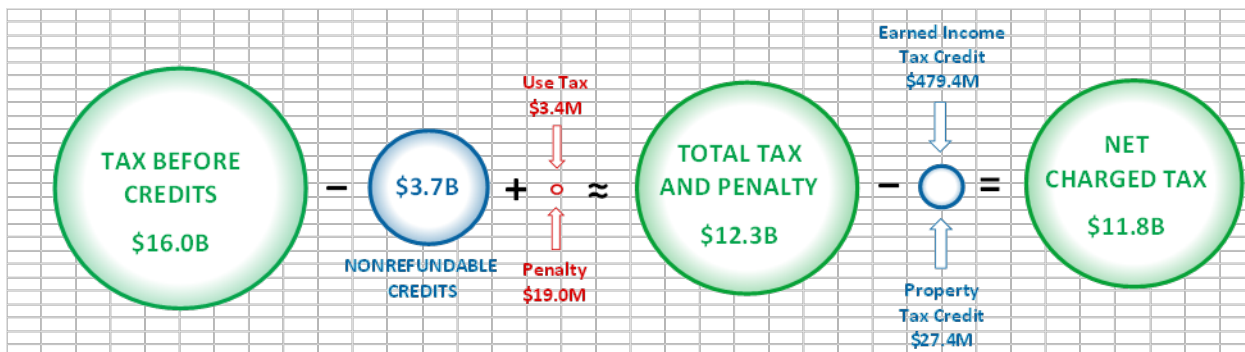 TAX BEFORE
CREDITS
$16.0B
−
$3.7B
NONREFUNDABLE
CREDITS
+
Use Tax
$3.4M
Penalty
$19.0M
≈
TOTAL TAX
AND PENALTY
$12.3B
−
Earned Income
Tax Credit
$479.4M
Property
Tax Credit
$27.4M
=
NET
CHARGED TAX
$11.8B